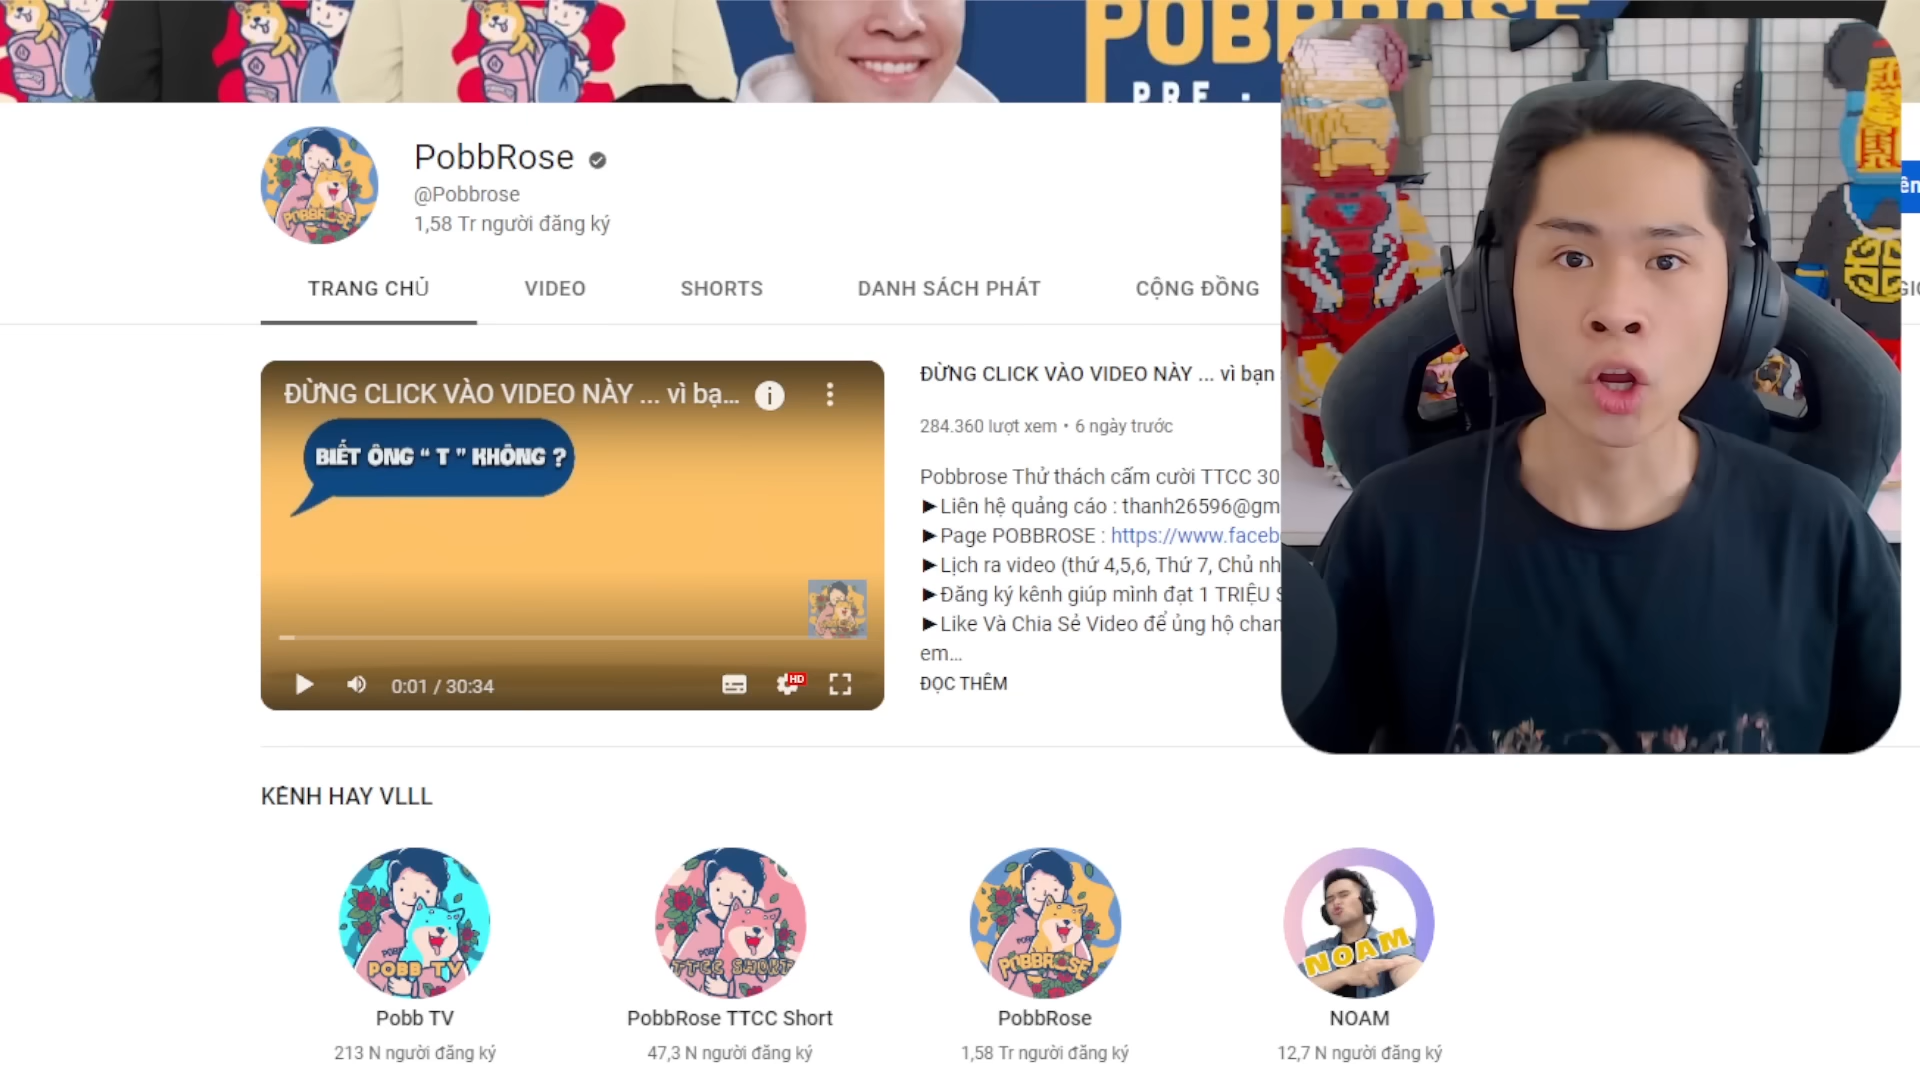 POBBROSE
PRE -
PobbRose
@Pobbrose
1,58 Tr người đăng ký
TRANG CHỦ
VIDEO
SHORTS
DANH SÁCH PHÁT
CỘNG ĐỒNG
ĐỪNG CLICK VÀO VIDEO NÀY ... vì bạ...
BIẾT ÔNG “ T ” KHÔNG ?
0:01 / 30:34
HD
ĐỪNG CLICK VÀO VIDEO NÀY ... vì bạn
284.360 lượt xem • 6 ngày trước
Pobbrose Thử thách cấm cười TTCC 30
►Liên hệ quảng cáo : thanh26596@gm
►Page POBBROSE : https://www.faceb
►Lịch ra video (thứ 4,5,6, Thứ 7, Chủ nh
►Đăng ký kênh giúp mình đạt 1 TRIỆU S
►Like Và Chia Sẻ Video để ủng hộ chan
em...
ĐỌC THÊM
KÊNH HAY VLLL
POBB TV
TTCC SHORT
POBBROSE
NOAM
Pobb TV
PobbRose TTCC Short
PobbRose
NOAM
213 N người đăng ký
47,3 N người đăng ký
1,58 Tr người đăng ký
12,7 N người đăng ký